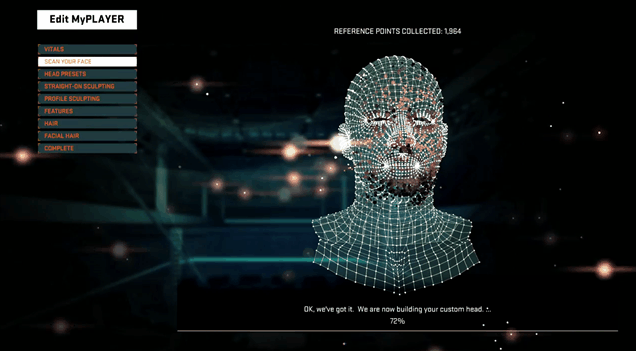 Edit MyPLAYER
REFERENCE POINTS COLLECTED: 1,964
VITALS
SCAN YOUR FACE
HEAD PRESETS
STRAIGHT-ON SCULPTING
PROFILE SCULPTING
FEATURES
HAIR
FACIAL HAIR
COMPLETE
OK, we've got it. We are now building your custom head. ..
72%